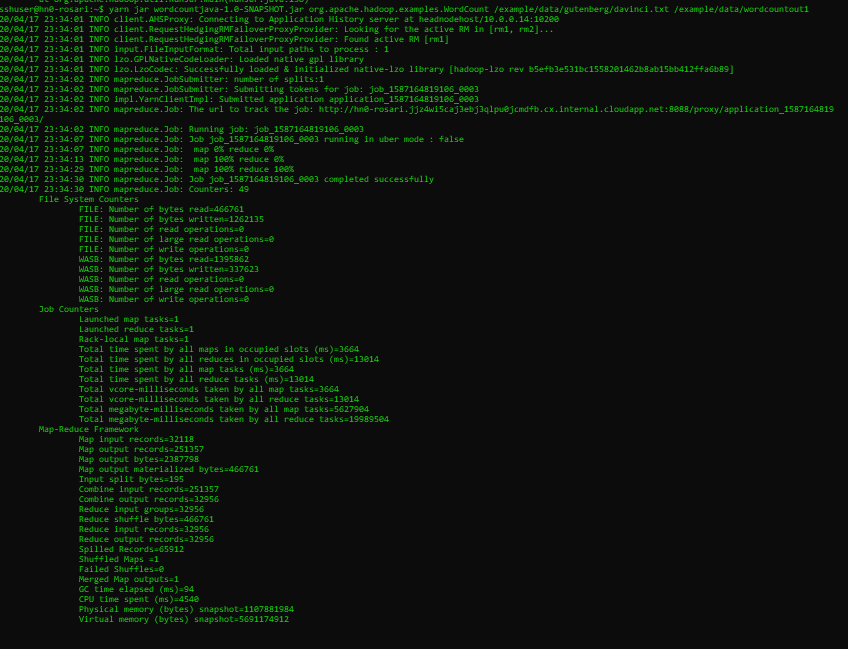 sshuser@hn0-rosari:~$ yarn jar wordcountjava-1.0-SNAPSHOT.jar org.apache.hadoop.examples.WordCount /example/data/gutenberg/davinci.txt /example/data/wordcountout1
20/04/17 23:34:01 INFO client.AHSProxy: Connecting to Application History server at headnodehost/10.0.0.14:10200
20/04/17 23:34:01 INFO client.RequestHedgingRMFailoverProxyProvider: Looking for the active RM in [rm1, rm2]...
20/04/17 23:34:01 INFO client.RequestHedgingRMFailoverProxyProvider: Found active RM [rm1]
20/04/17 23:34:01 INFO input.FileInputFormat: Total input paths to process : 1
20/04/17 23:34:01 INFO lzo.GPLNativeCodeLoader: Loaded native gpl library
20/04/17 23:34:01 INFO lzo.LzoCodec: Successfully loaded & initialized native-lzo library [hadoop-lzo rev b5efb3e531bc1558201462b8ab15bb412ffa6b89]
20/04/17 23:34:02 INFO mapreduce.JobSubmitter: number of splits:1
20/04/17 23:34:02 INFO mapreduce.JobSubmitter: Submitting tokens for job: job_1587164819106_0003
20/04/17 23:34:02 INFO impl.YarnClientImpl: Submitted application application_1587164819106_0003
20/04/17 23:34:02 INFO mapreduce.Job: The url to track the job: http://hn0-rosari.jjz4wi5caj3ebj3qlpu0jcmdfb.cx.internal.cloudapp.net:8088/proxy/application_1587164819
106_0003/
20/04/17 23:34:02 INFO mapreduce.Job: Running job: job_1587164819106_0003
20/04/17 23:34:07 INFO mapreduce.Job: Job job_1587164819106_0003 running in uber mode : false
20/04/17 23:34:07 INFO mapreduce.Job:  map 0% reduce 0%
20/04/17 23:34:13 INFO mapreduce.Job:  map 100% reduce 0%
20/04/17 23:34:29 INFO mapreduce.Job:  map 100% reduce 100%
20/04/17 23:34:30 INFO mapreduce.Job: Job job_1587164819106_0003 completed successfully
20/04/17 23:34:30 INFO mapreduce.Job: Counters: 49
File System Counters
FILE: Number of bytes read=466761
FILE: Number of bytes written=1262135
FILE: Number of read operations=0
FILE: Number of large read operations=0
FILE: Number of write operations=0
WASB: Number of bytes read=1395862
WASB: Number of bytes written=337623
WASB: Number of read operations=0
WASB: Number of large read operations=0
WASB: Number of write operations=0
Job Counters
Launched map tasks=1
Launched reduce tasks=1
Rack-local map tasks=1
Total time spent by all maps in occupied slots (ms)=3664
Total time spent by all reduces in occupied slots (ms)=13014
Total time spent by all map tasks (ms)=3664
Total time spent by all reduce tasks (ms)=13014
Total vcore-milliseconds taken by all map tasks=3664
Total vcore-milliseconds taken by all reduce tasks=13014
Total megabyte-milliseconds taken by all map tasks=5627904
Total megabyte-milliseconds taken by all reduce tasks=19989504
Map-Reduce Framework
Map input records=32118
Map output records=251357
Map output bytes=2387798
Map output materialized bytes=466761
Input split bytes=195
Combine input records=251357
Combine output records=32956
Reduce input groups=32956
Reduce shuffle bytes=466761
Reduce input records=32956
Reduce output records=32956
Spilled Records=65912
Shuffled Maps =1
Failed Shuffles=0
Merged Map outputs=1
GC time elapsed (ms)=94
CPU time spent (ms)=4540
Physical memory (bytes) snapshot=1107881984
Virtual memory (bytes) snapshot=5691174912